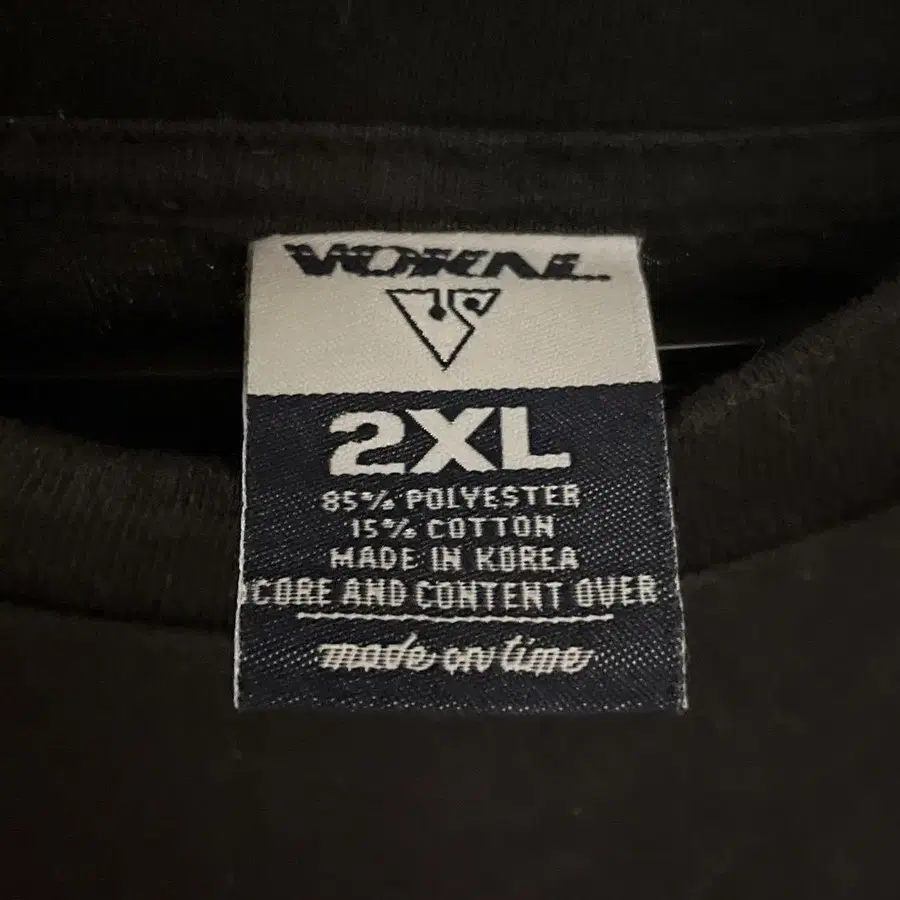 VOKAL
2XL
85% POLYESTER
15% COTTON
MADE IN KOREA
CORE AND CONTENT OVER
made on time